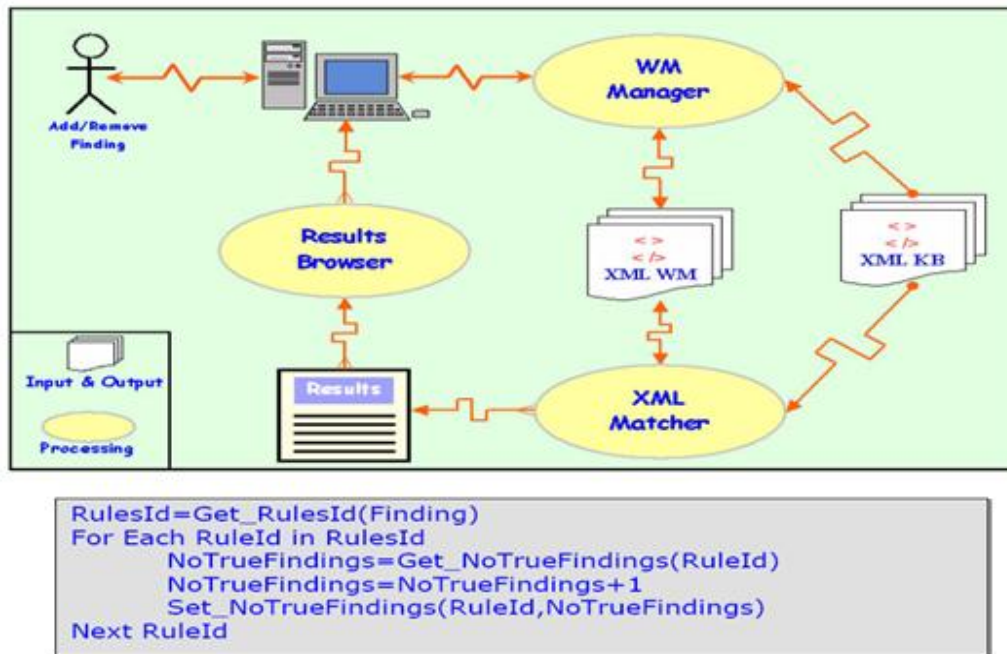 Add/Remove
Finding
WM
Manager
Results
Browser
< >
</>
XML WM
< >
</>
XML KB
Input & Output
Processing
Results
XML
Matcher
RulesId=Get_RulesId(Finding)
For Each RuleId in RulesId
NoTrueFindings=Get_NoTrueFindings(RuleId)
NoTrueFindings=NoTrueFindings+1
Set_NoTrueFindings(RuleId,NoTrueFindings)
Next RuleId